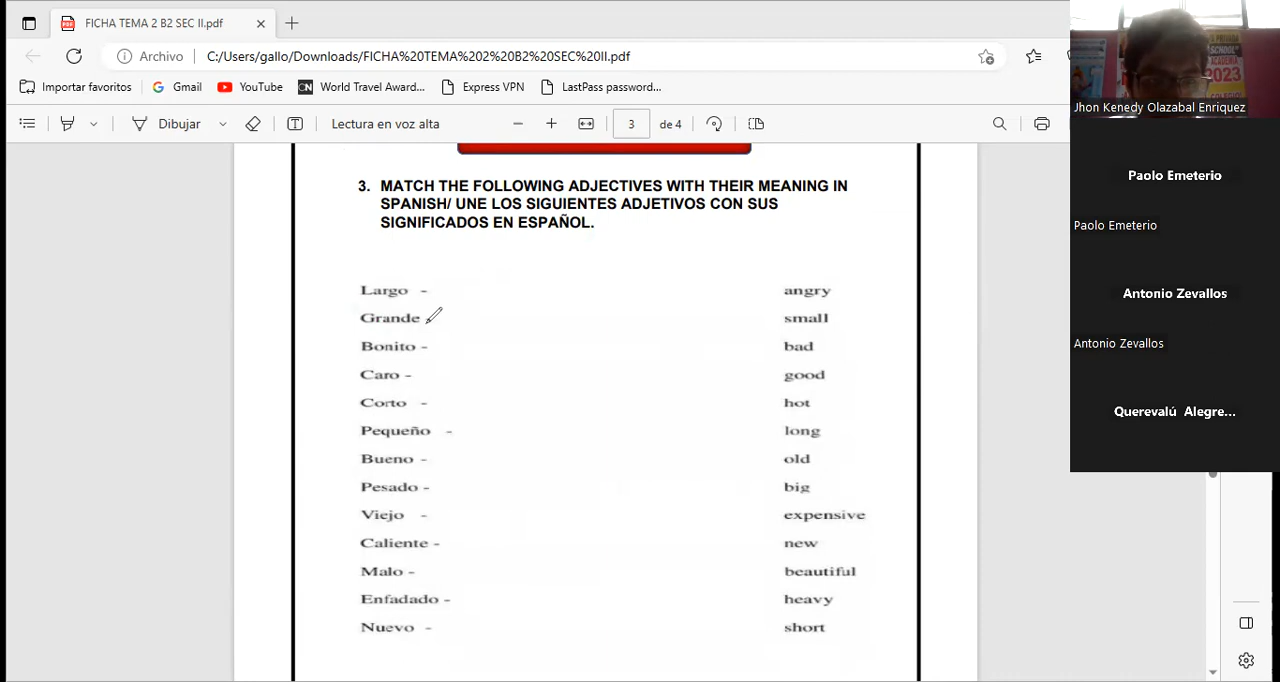 FICHA TEMA 2 B2 SEC II.pdf
Archivo C:/Users/gallo/Downloads/FICHA%20TEMA%202%20B2%20SEC%20II.pdf
Importar favoritos Gmail YouTube World Travel Award... Express VPN LastPass password...
Dibujar Lectura en voz alta 3 de 4
3. MATCH THE FOLLOWING ADJECTIVES WITH THEIR MEANING IN
SPANISH/ UNE LOS SIGUIENTES ADJETIVOS CON SUS
SIGNIFICADOS EN ESPAÑOL.
Largo - angry
Grande small
Bonito - bad
Caro - good
Corto - hot
Pequeño - long
Bueno - old
Pesado - big
Viejo - expensive
Caliente - new
Malo - beautiful
Enfadado - heavy
Nuevo - short
SCHOOL"
2023
Jhon Kenedy Olazabal Enriquez
Paolo Emeterio
Paolo Emeterio
Antonio Zevallos
Antonio Zevallos
Querevalú Alegre...